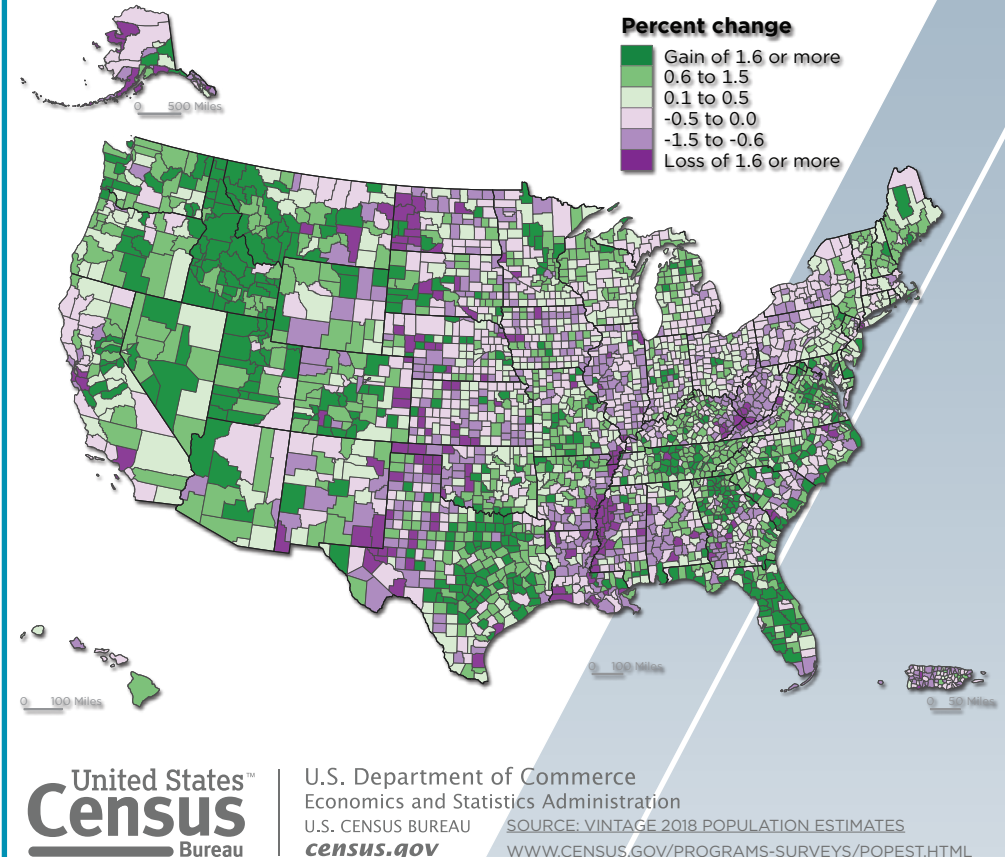 Percent change
Gain of 1.6 or more
0.6 to 1.5
0.1 to 0.5
-0.5 to 0.0
-1.5 to -0.6
Loss of 1.6 or more
0 500 Miles
0 100 Miles
0 100 Miles
0 50 Miles
United States™
Census
Bureau
U.S. Department of Commerce
Economics and Statistics Administration
U.S. CENSUS BUREAU
census.gov
SOURCE: VINTAGE 2018 POPULATION ESTIMATES
WWW.CENSUS.GOV/PROGRAMS-SURVEYS/POPEST.HTML